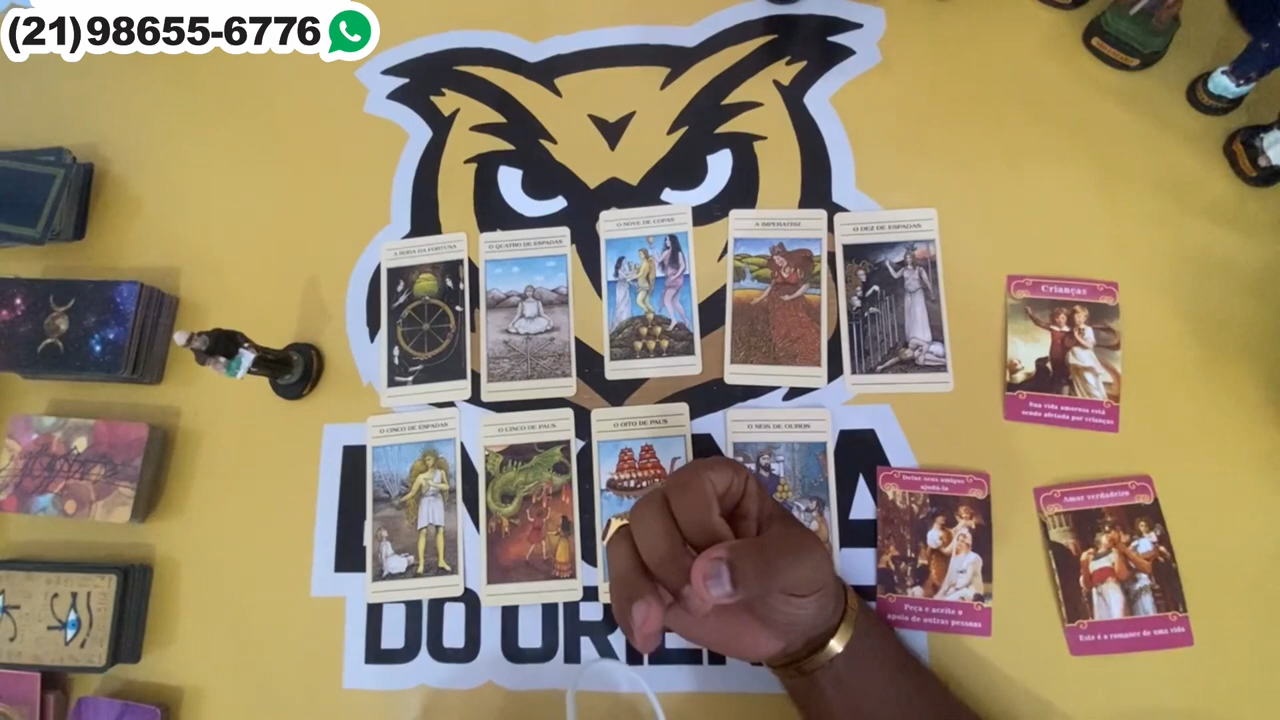 (21)98655-6776
A RODA DA FORTUNA
O QUATRO DE ESPADAS
O NOVE DE COPAS
A IMPERATRIZ
O DEZ DE ESPADAS
Crianças
Sua vida amorosa está
sendo afetada por crianças
O CINCO DE ESPADAS
O CINCO DE PAUS
O OITO DE PAUS
O SEIS DE OUROS
Deixe seus amigos
ajudá-lo
Peça e aceite o
apoio de outras pessoas
Amor verdadeiro
Este é o romance de uma vida
DO